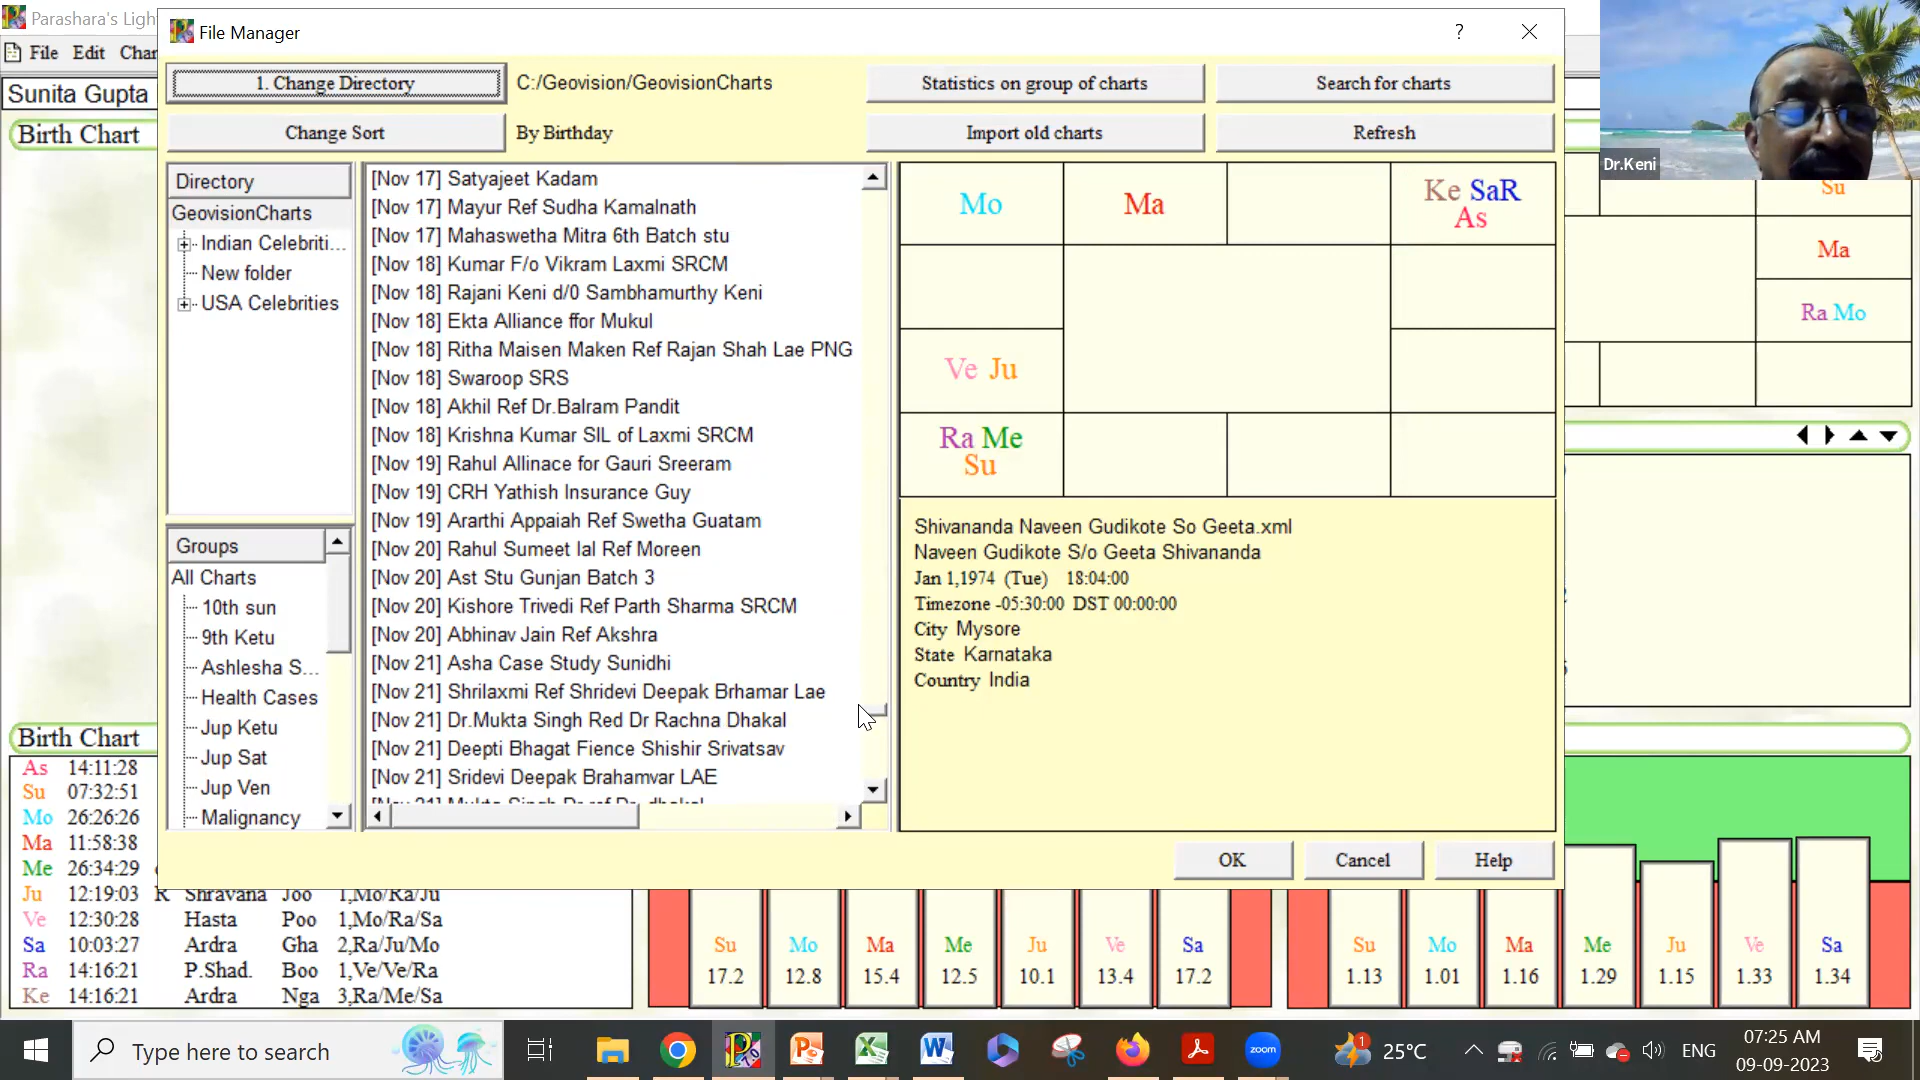 Parashara's Ligh
File Manager
?
File Edit Char
1. Change Directory
C:/Geovision/GeovisionCharts
Statistics on group of charts
Search for charts
Sunita Gupta
Change Sort
By Birthday
Import old charts
Refresh
Birth Chart
Dr.Keni
Directory
GeovisionCharts
Indian Celebriti...
New folder
USA Celebrities
[Nov 17] Satyajeet Kadam
[Nov 17] Mayur Ref Sudha Kamalnath
[Nov 17] Mahaswetha Mitra 6th Batch stu
[Nov 18] Kumar F/o Vikram Laxmi SRCM
[Nov 18] Rajani Keni d/0 Sambhamurthy Keni
[Nov 18] Ekta Alliance ffor Mukul
[Nov 18] Ritha Maisen Maken Ref Rajan Shah Lae PNG
[Nov 18] Swaroop SRS
[Nov 18] Akhil Ref Dr.Balram Pandit
[Nov 18] Krishna Kumar SIL of Laxmi SRCM
[Nov 19] Rahul Allinace for Gauri Sreeram
[Nov 19] CRH Yathish Insurance Guy
[Nov 19] Ararthi Appaiah Ref Swetha Guatam
[Nov 20] Rahul Sumeet lal Ref Moreen
[Nov 20] Ast Stu Gunjan Batch 3
[Nov 20] Kishore Trivedi Ref Parth Sharma SRCM
[Nov 20] Abhinav Jain Ref Akshra
[Nov 21] Asha Case Study Sunidhi
[Nov 21] Shrilaxmi Ref Shridevi Deepak Brhamar Lae
[Nov 21] Dr.Mukta Singh Red Dr Rachna Dhakal
[Nov 21] Deepti Bhagat Fience Shishir Srivatsav
[Nov 21] Sridevi Deepak Brahamvar LAE
Groups
All Charts
10th sun
9th Ketu
Ashlesha S...
Health Cases
Jup Ketu
Jup Sat
Jup Ven
Malignancy
Mo
Ma
Ke SaR
As
Ve Ju
Ra Me
Su
Shivananda Naveen Gudikote So Geeta.xml
Naveen Gudikote S/o Geeta Shivananda
Jan 1,1974 (Tue) 18:04:00
Timezone -05:30:00 DST 00:00:00
City Mysore
State Karnataka
Country India
OK
Cancel
Help
Su
Ma
Ra Mo
Birth Chart
As 14:11:28
Su 07:32:51
Mo 26:26:26
Ma 11:58:38
Me 26:34:29
Ju 12:19:03 R Shravana Joo 1,Mo/Ra/Ju
Ve 12:30:28 Hasta Poo 1,Mo/Ra/Sa
Sa 10:03:27 Ardra Gha 2,Ra/Ju/Mo
Ra 14:16:21 P.Shad. Boo 1,Ve/Ve/Ra
Ke 14:16:21 Ardra Nga 3,Ra/Me/Sa
Su Mo Ma Me Ju Ve Sa
17.2 12.8 15.4 12.5 10.1 13.4 17.2
Su Mo Ma Me Ju Ve Sa
1.13 1.01 1.16 1.29 1.15 1.33 1.34
Type here to search
zoom
1
25°C
ENG
07:25 AM
09-09-2023